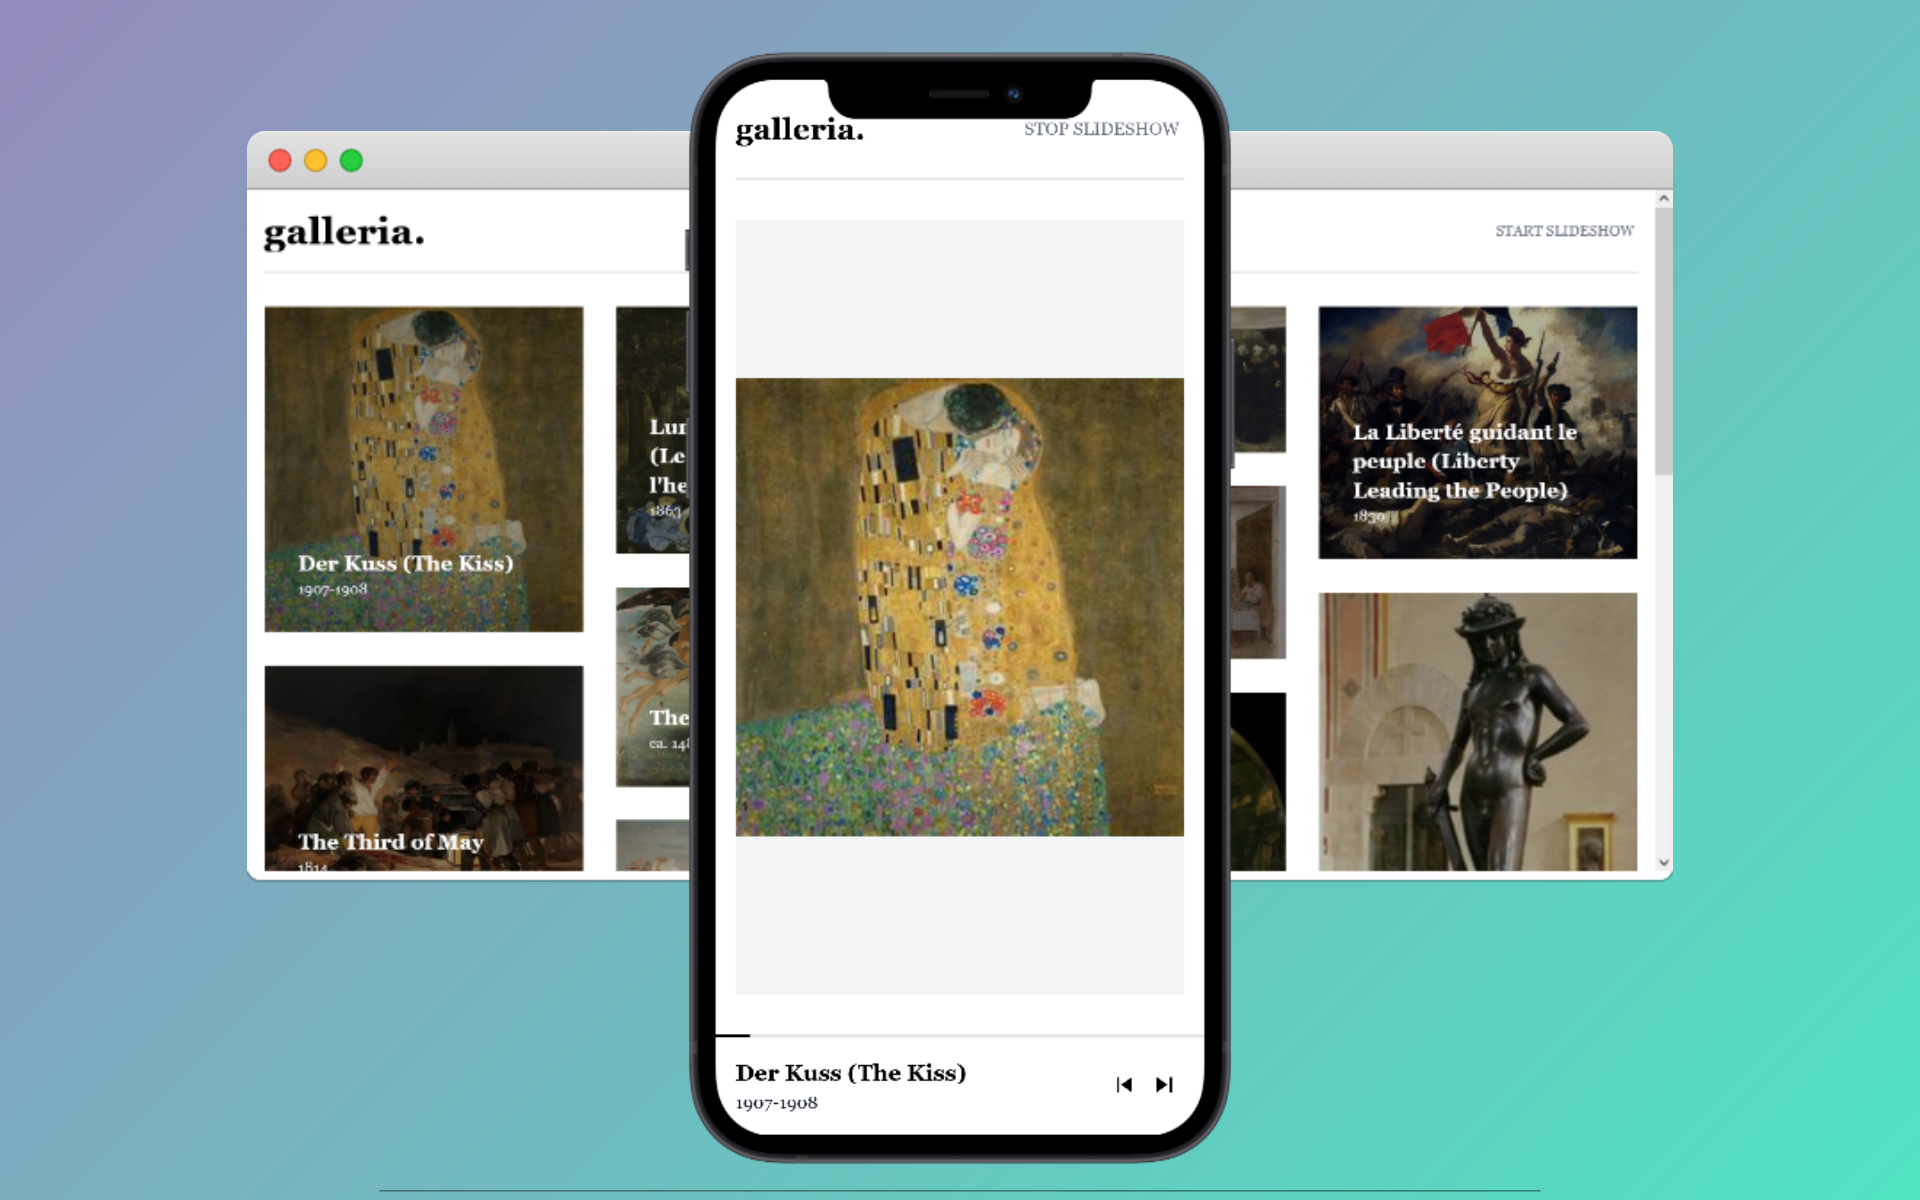 galleria.
STOP SLIDESHOW
Der Kuss (The Kiss)
1907-1908
galleria.
START SLIDESHOW
Der Kuss (The Kiss)
1907-1908
The Third of May
1814
(Le
l'he
1863
The
ca. 148
La Liberté guidant le
peuple (Liberty
Leading the People)
1830